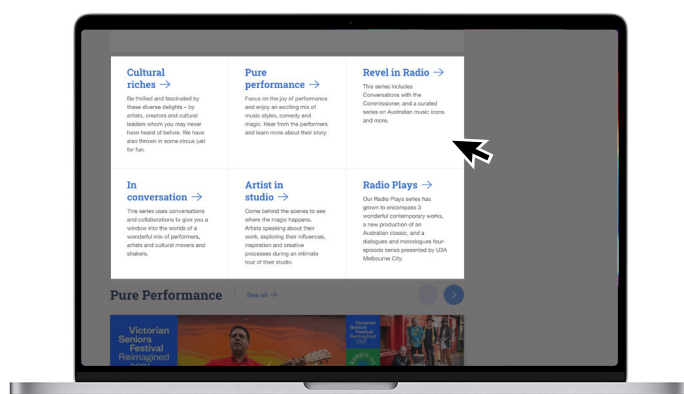 Cultural
riches →
Be thrilled and fascinated by
these diverse delights – by
artists, creators and cultural
leaders whom you may never
have heard of before. We have
also thrown in some circus just
for fun.
Pure
performance →
Focus on the joy of performance
and enjoy an exciting mix of
music styles, comedy and
magic. Hear from the performers
and learn more about their story.
Revel in Radio →
This series includes
Conversations with the
Commissioner, and a curated
series on Australian music icons
and more.
In
conversation →
This series uses conversations
and collaborations to give you a
window into the worlds of a
wonderful mix of performers,
artists and cultural movers and
shakers.
Artist in
studio →
Come behind the scenes to see
where the magic happens.
Artists speaking about their
work, exploring their influences,
inspiration and creative
processes during an intimate
tour of their studio.
Radio Plays →
Our Radio Plays series has
grown to encompass 3
wonderful contemporary works,
a new production of an
Australian classic, and a
dialogues and monologues four-
episode series presented by U3A
Melbourne City.
Pure Performance
See all →
Victorian
Seniors
Festival
Reimagined
2021
Victorian
Seniors
Festival
Reimagined
2021